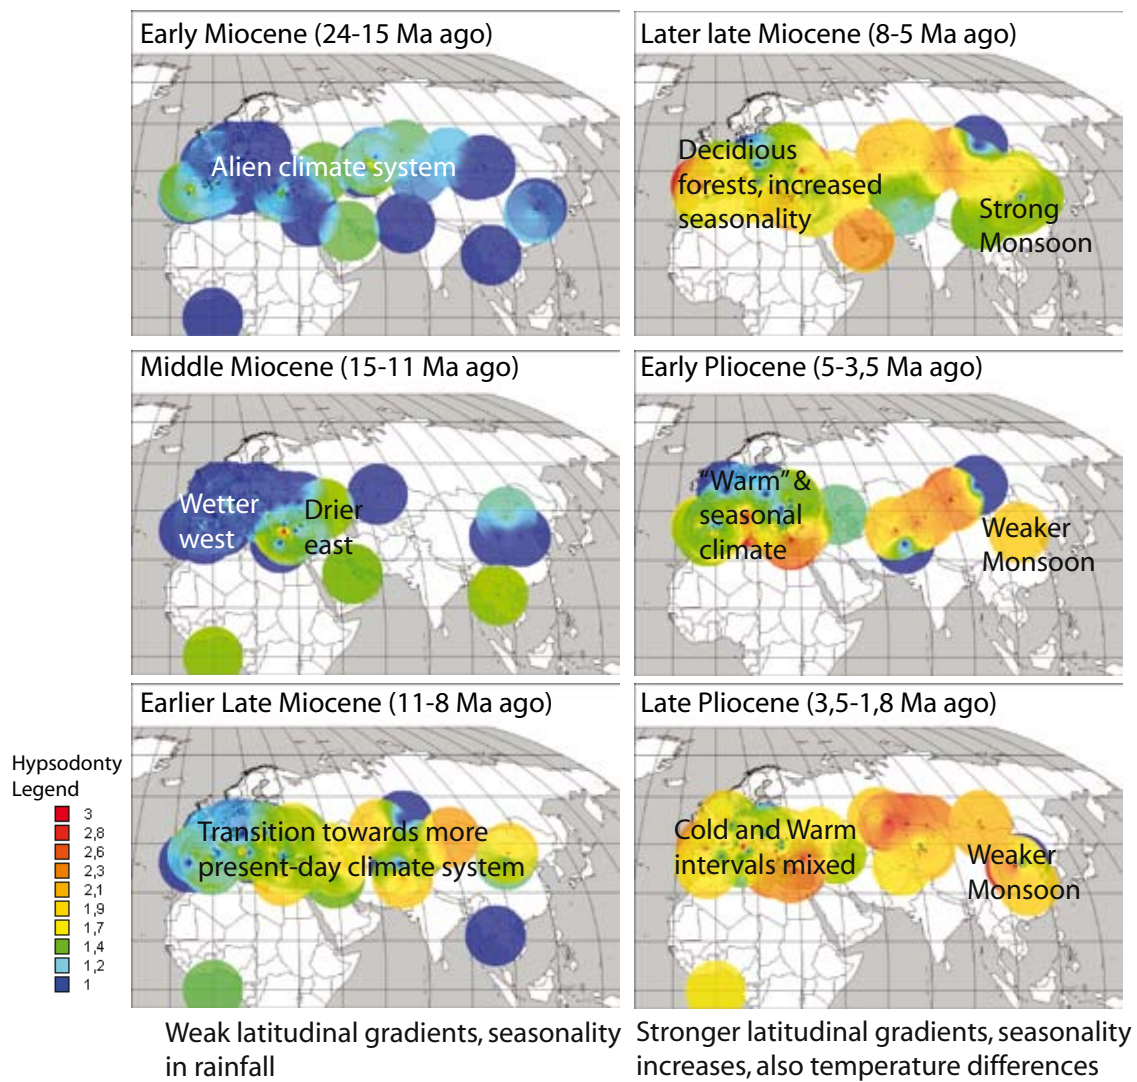 Early Miocene (24-15 Ma ago)
Alien climate system
Later late Miocene (8-5 Ma ago)
Decidious
forests, increased
seasonality
Strong
Monsoon
Middle Miocene (15-11 Ma ago)
Wetter
west
Drier
east
Early Pliocene (5-3,5 Ma ago)
"Warm" &
seasonal
climate
Weaker
Monsoon
Earlier Late Miocene (11-8 Ma ago)
Transition towards more
present-day climate system
Late Pliocene (3,5-1,8 Ma ago)
Cold and Warm
intervals mixed
Weaker
Monsoon
Hypsodonty
Legend
3
2,8
2,6
2,3
2,1
1,9
1,7
1,4
1,2
1
Weak latitudinal gradients, seasonality
in rainfall
Stronger latitudinal gradients, seasonality
increases, also temperature differences